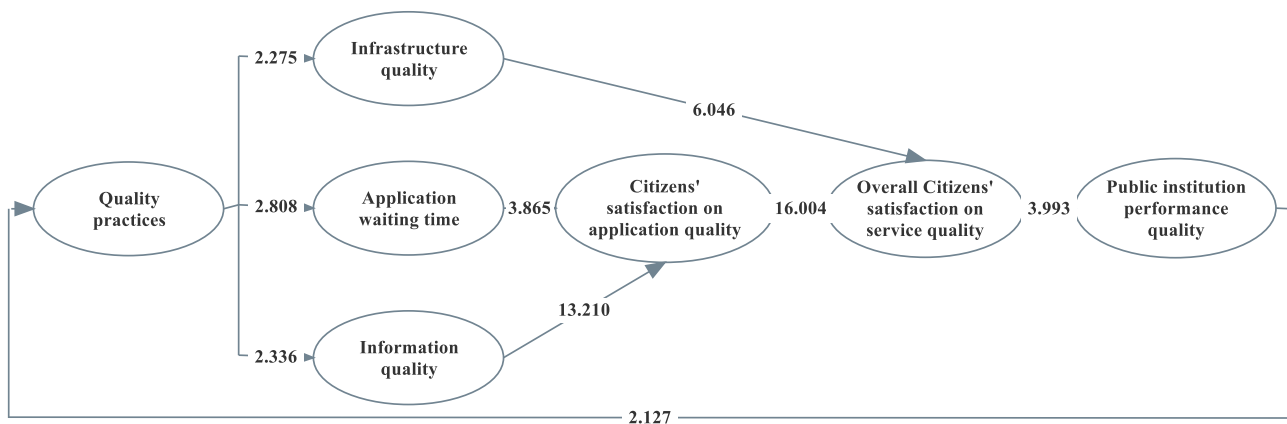 Infrastructure
quality
2.275
6.046
Quality
practices
2.808
Application
waiting time
3.865
Citizens'
satisfaction on
application quality
16.004
Overall Citizens'
satisfaction on
service quality
3.993
Public institution
performance
quality
13.210
2.336
Information
quality
2.127